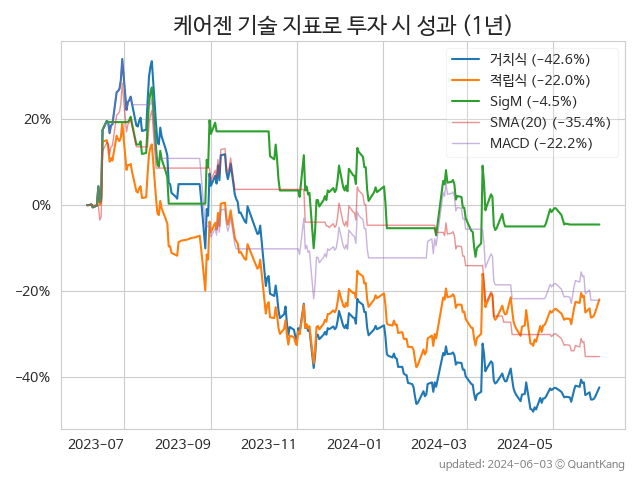 케어젠 기술 지표로 투자 시 성과 (1년)
거치식 (−42.6%)
적립식 (−22.0%)
SigM (−4.5%)
SMA(20) (−35.4%)
MACD (−22.2%)
20%
0%
−20%
−40%
2023-07 2023-09 2023-11 2024-01 2024-03 2024-05
updated: 2024-06-03 © QuantKang